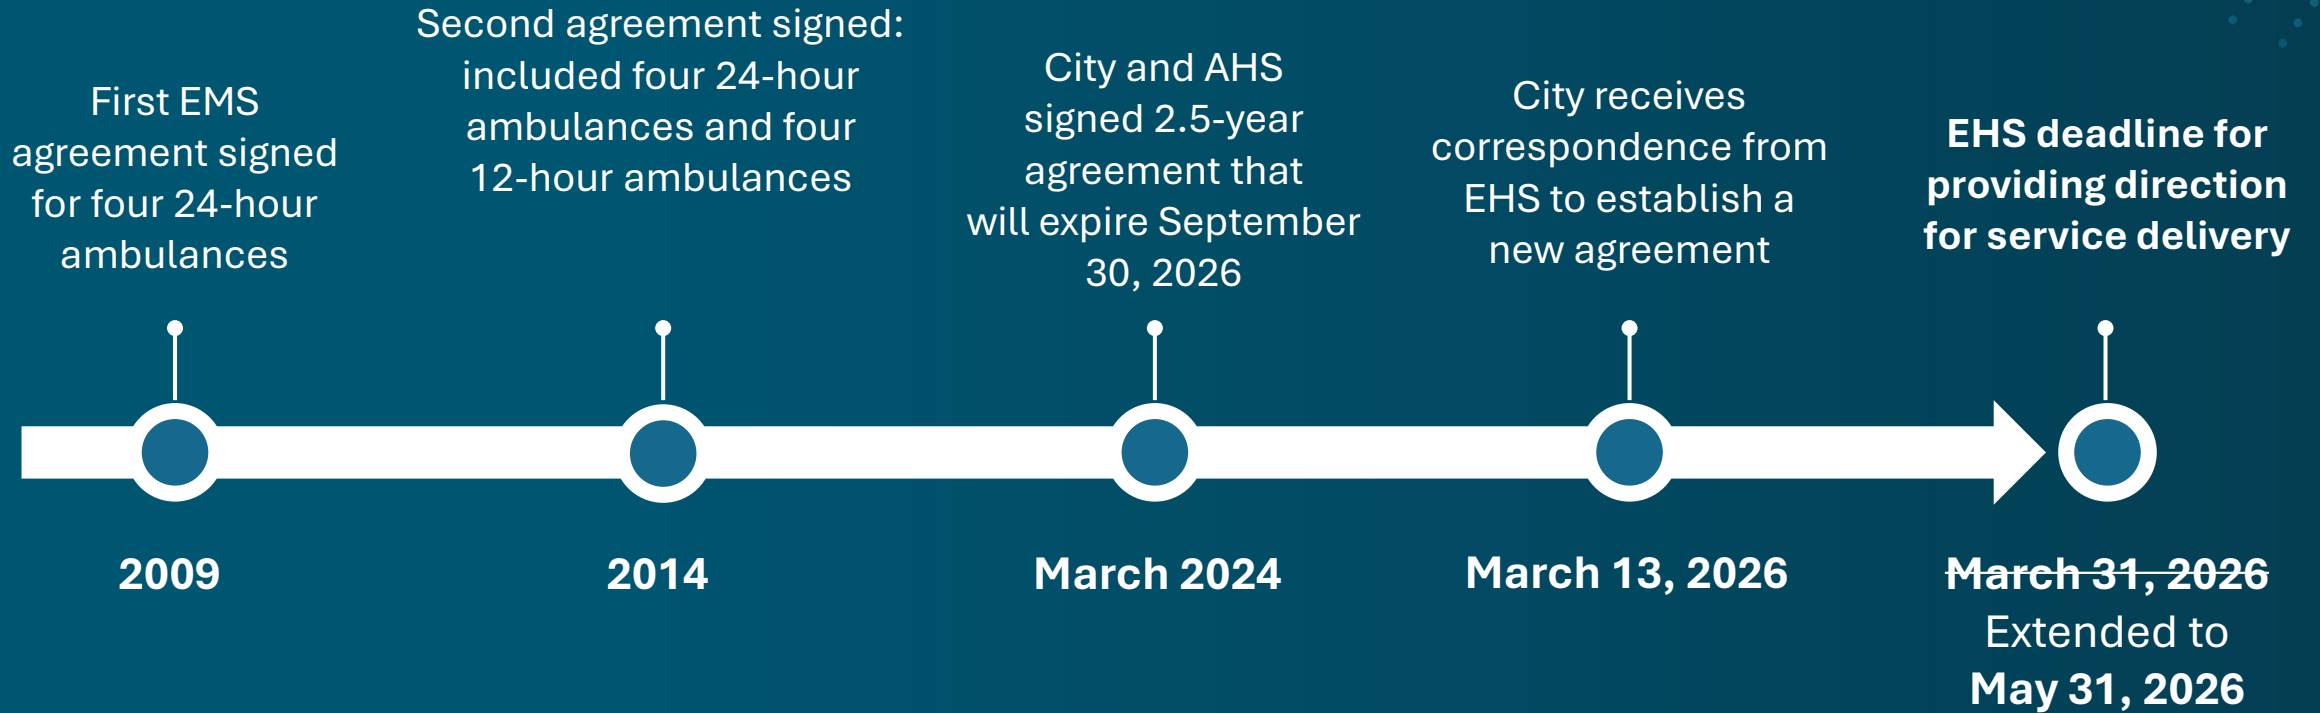 First EMS
agreement signed
for four 24-hour
ambulances
2009
Second agreement signed:
included four 24-hour
ambulances and four
12-hour ambulances
2014
City and AHS
signed 2.5-year
agreement that
will expire September
30, 2026
March 2024
City receives
correspondence from
EHS to establish a
new agreement
March 13, 2026
EHS deadline for
providing direction
for service delivery
March 31, 2026
Extended to
May 31, 2026